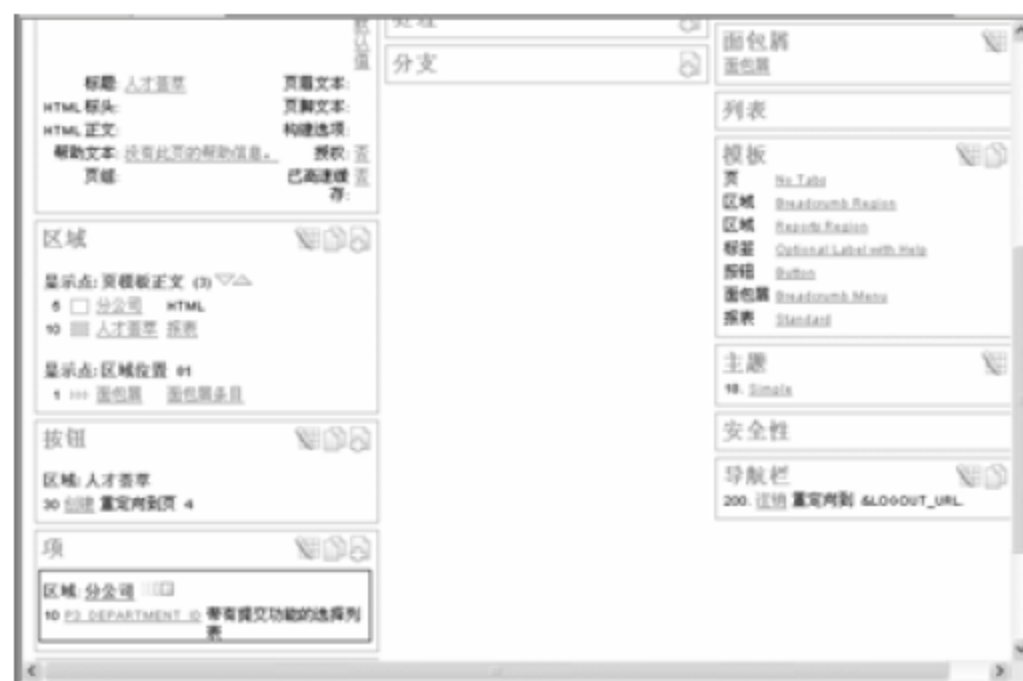 默认值
标题: 人才荟萃 页眉文本:
HTML 标头: 页脚文本:
HTML 正文: 构建选项:
帮助文本: 没有此页的帮助信息。 授权: 否
页组: 已高速缓存: 否
区域
显示点: 页模板正文 (3)
5 分公司 HTML
10 人才荟萃 报表
显示点: 区域位置 01
1 面包屑 面包屑条目
按钮
区域: 人才荟萃
30 创建 重定向到页 4
项
区域: 分公司
10 P3_DEPARTMENT_ID 带有提交功能的选择列表
处理
分支
面包屑
面包屑
列表
模板
页 No Tabs
区域 Breadcrumb Region
区域 Reports Region
标签 Optional Label with Help
按钮 Button
面包屑 Breadcrumb Menu
报表 Standard
主题
18. Simple
安全性
导航栏
200. 注销 重定向到 &LOGOUT_URL.